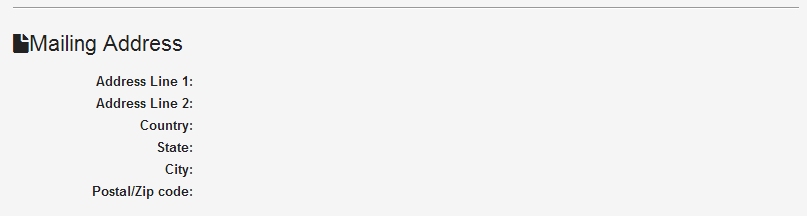 Mailing Address
Address Line 1:
Address Line 2:
Country:
State:
City:
Postal/Zip code: